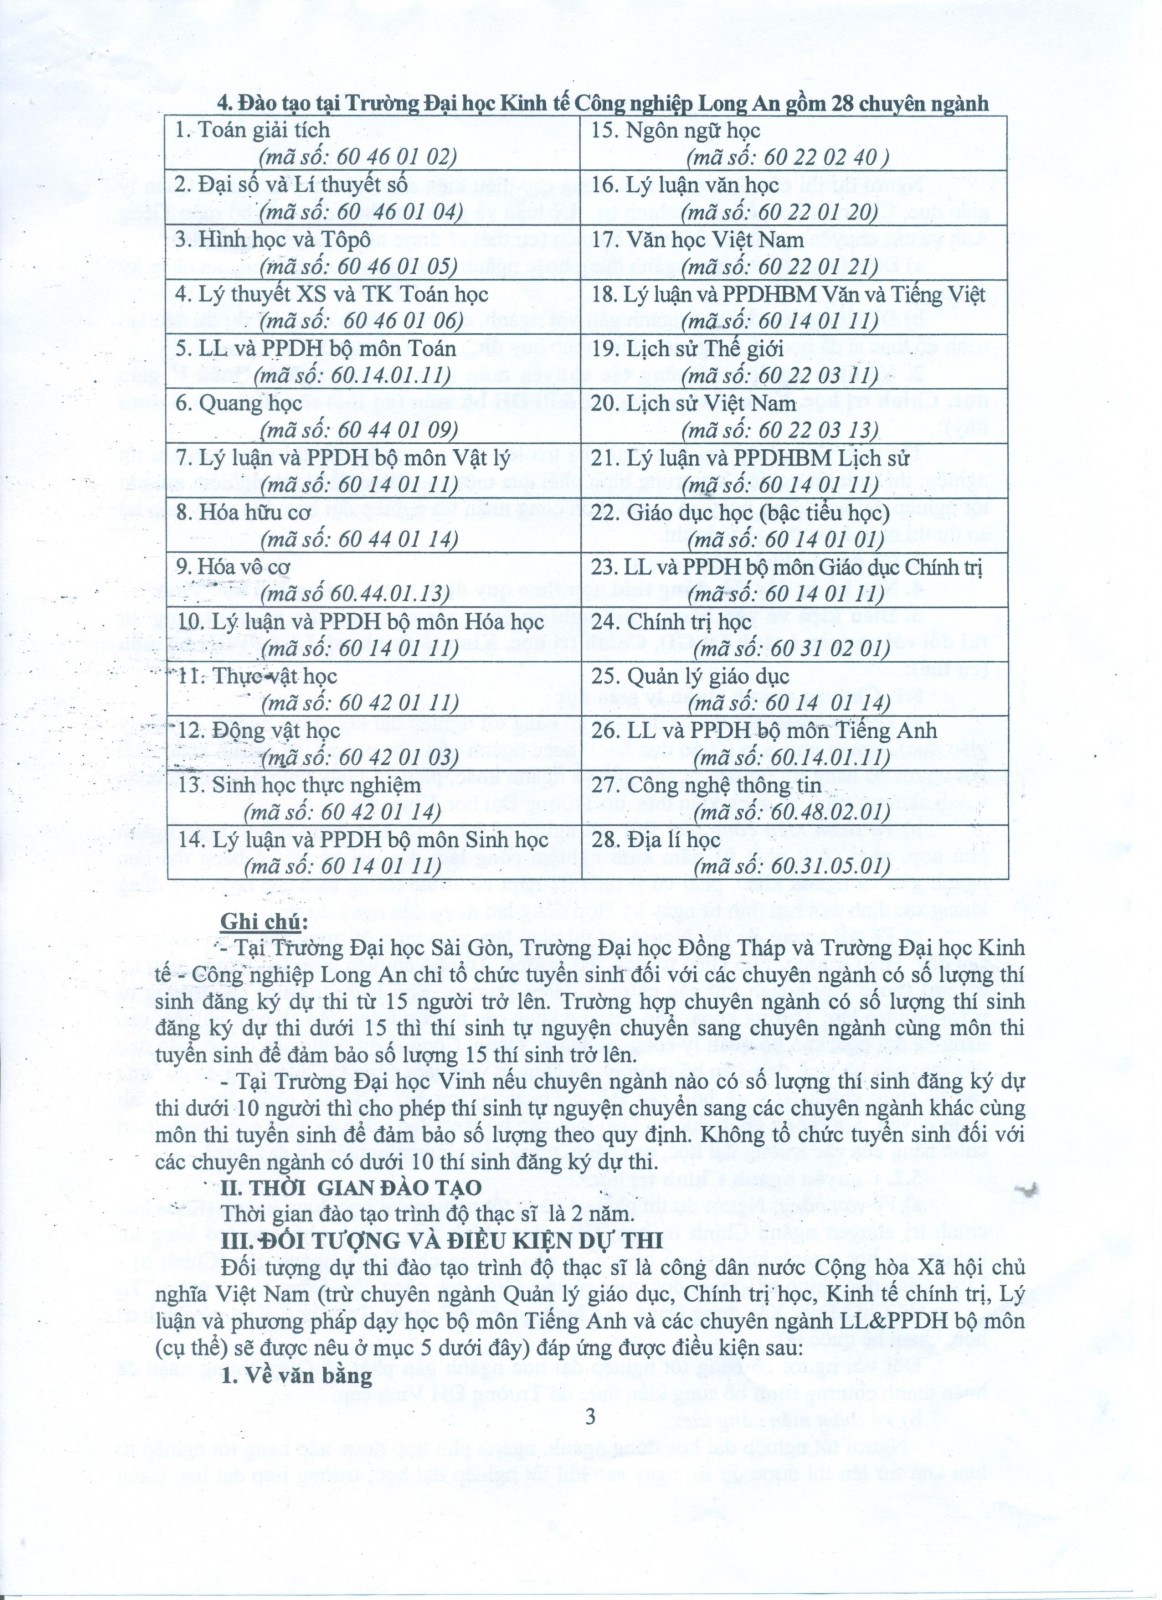 4. Đào tạo tại Trường Đại học Kinh tế Công nghiệp Long An gồm 28 chuyên ngành
1. Toán giải tích
(mã số: 60 46 01 02)
2. Đại số và Lí thuyết số
(mã số: 60 46 01 04)
3. Hình học và Tôpô
(mã số: 60 46 01 05)
4. Lý thuyết XS và TK Toán học
(mã số: 60 46 01 06)
5. LL và PPDH bộ môn Toán
(mã số: 60.14.01.11)
6. Quang học
(mã số: 60 44 01 09)
7. Lý luận và PPDH bộ môn Vật lý
(mã số: 60 14 01 11)
8. Hóa hữu cơ
(mã số: 60 44 01 14)
9. Hóa vô cơ
(mã số 60.44.01.13)
10. Lý luận và PPDH bộ môn Hóa học
(mã số: 60 14 01 11)
11. Thực vật học
(mã số: 60 42 01 11)
12. Động vật học
(mã số: 60 42 01 03)
13. Sinh học thực nghiệm
(mã số: 60 42 01 14)
14. Lý luận và PPDH bộ môn Sinh học
(mã số: 60 14 01 11)
15. Ngôn ngữ học
(mã số: 60 22 02 40 )
16. Lý luận văn học
(mã số: 60 22 01 20)
17. Văn học Việt Nam
(mã số: 60 22 01 21)
18. Lý luận và PPDHBM Văn và Tiếng Việt
(mã số: 60 14 01 11)
19. Lịch sử Thế giới
(mã số: 60 22 03 11)
20. Lịch sử Việt Nam
(mã số: 60 22 03 13)
21. Lý luận và PPDHBM Lịch sử
(mã số: 60 14 01 11)
22. Giáo dục học (bậc tiểu học)
(mã số: 60 14 01 01)
23. LL và PPDH bộ môn Giáo dục Chính trị
(mã số: 60 14 01 11)
24. Chính trị học
(mã số: 60 31 02 01)
25. Quản lý giáo dục
(mã số: 60 14 01 14)
26. LL và PPDH bộ môn Tiếng Anh
(mã số: 60.14.01.11)
27. Công nghệ thông tin
(mã số: 60.48.02.01)
28. Địa lí học
(mã số: 60.31.05.01)
Ghi chú:
- Tại Trường Đại học Sài Gòn, Trường Đại học Đồng Tháp và Trường Đại học Kinh
tế - Công nghiệp Long An chỉ tổ chức tuyển sinh đối với các chuyên ngành có số lượng thí
sinh đăng ký dự thi từ 15 người trở lên. Trường hợp chuyên ngành có số lượng thí sinh
đăng ký dự thi dưới 15 thì thí sinh tự nguyện chuyển sang chuyên ngành cùng môn thi
tuyển sinh để đảm bảo số lượng 15 thí sinh trở lên.
- Tại Trường Đại học Vinh nếu chuyên ngành nào có số lượng thí sinh đăng ký dự
thi dưới 10 người thì cho phép thí sinh tự nguyện chuyển sang các chuyên ngành khác cùng
môn thi tuyển sinh để đảm bảo số lượng theo quy định. Không tổ chức tuyển sinh đối với
các chuyên ngành có dưới 10 thí sinh đăng ký dự thi.
II. THỜI GIAN ĐÀO TẠO
Thời gian đào tạo trình độ thạc sĩ là 2 năm.
III. ĐỐI TƯỢNG VÀ ĐIỀU KIỆN DỰ THI
Đối tượng dự thi đào tạo trình độ thạc sĩ là công dân nước Cộng hòa Xã hội chủ
nghĩa Việt Nam (trừ chuyên ngành Quản lý giáo dục, Chính trị học, Kinh tế chính trị, Lý
luận và phương pháp dạy học bộ môn Tiếng Anh và các chuyên ngành LL&PPDH bộ môn
(cụ thể) sẽ được nêu ở mục 5 dưới đây) đáp ứng được điều kiện sau:
1. Về văn bằng
3